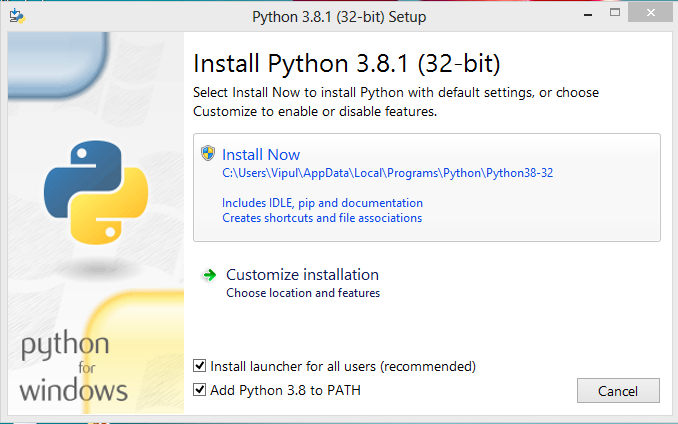 Python 3.8.1 (32-bit) Setup
Install Python 3.8.1 (32-bit)
Select Install Now to install Python with default settings, or choose
Customize to enable or disable features.
Install Now
C:\Users\Vipul\AppData\Local\Programs\Python\Python38-32
Includes IDLE, pip and documentation
Creates shortcuts and file associations
Customize installation
Choose location and features
python
for
windows
Install launcher for all users (recommended)
Add Python 3.8 to PATH
Cancel